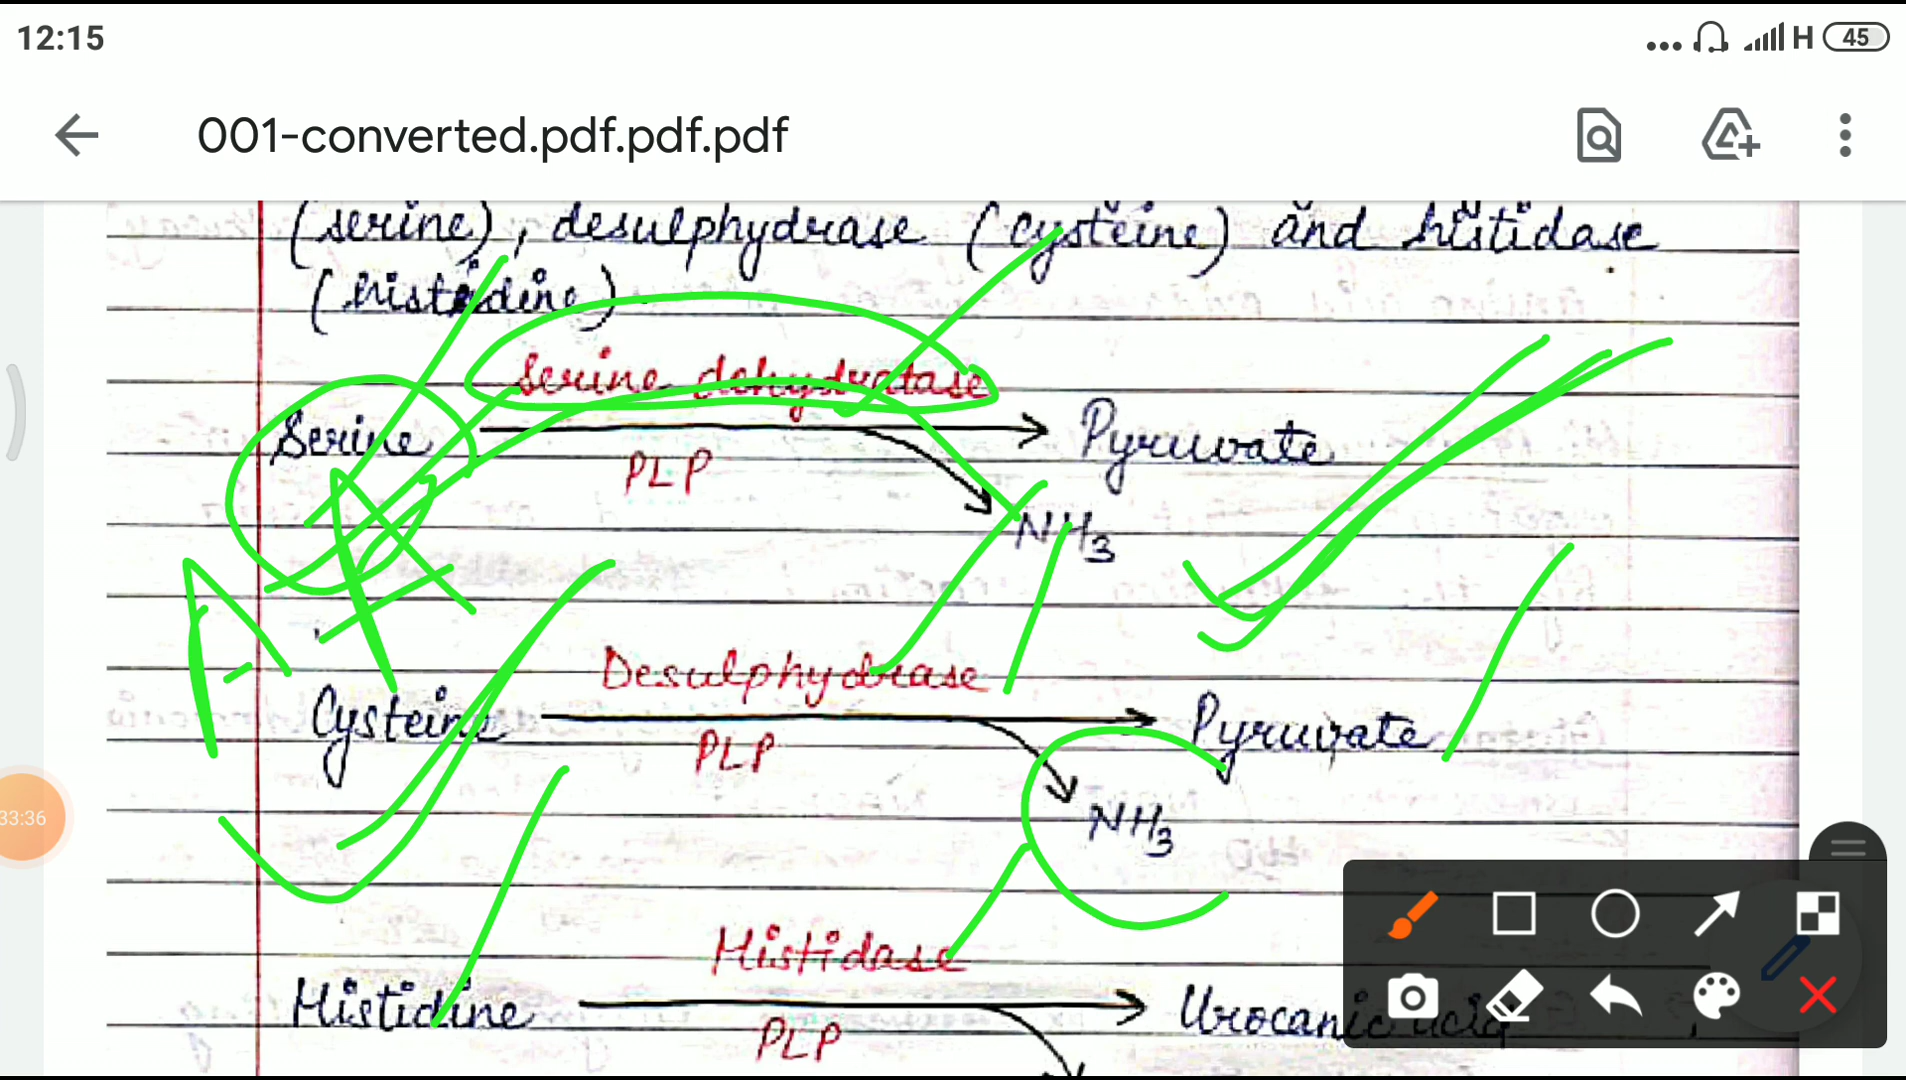 12:15
H 45
001-converted.pdf.pdf.pdf
(serine), desulphydrase (cysteine) and histidase
(histidine)
Serine dehydratase
Serine
Pyruvate
PLP
NH3
Desulphydrase
Cysteine
Pyruvate
PLP
NH3
33:36
Histidase
Histidine
Urocanic acid
PLP